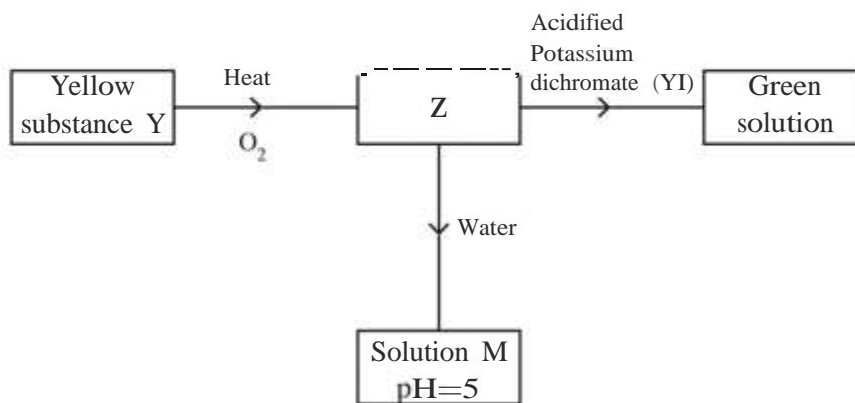 Yellow
substance Y
Heat
O₂
Z
Acidified
Potassium
dichromate (YI)
Green
solution
Water
Solution M
pH=5